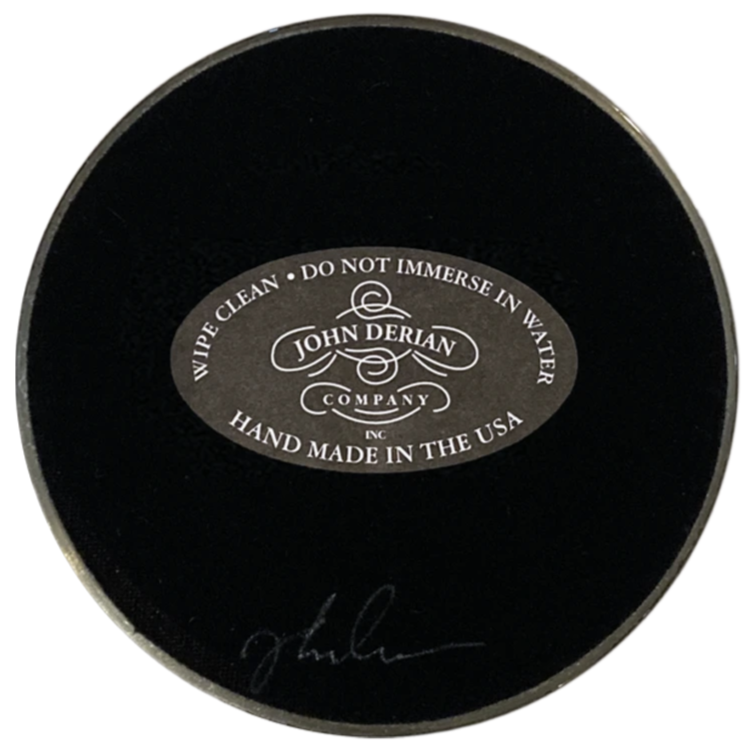 WIPE CLEAN • DO NOT IMMERSE IN WATER
JOHN DERIAN
COMPANY
INC
HAND MADE IN THE USA